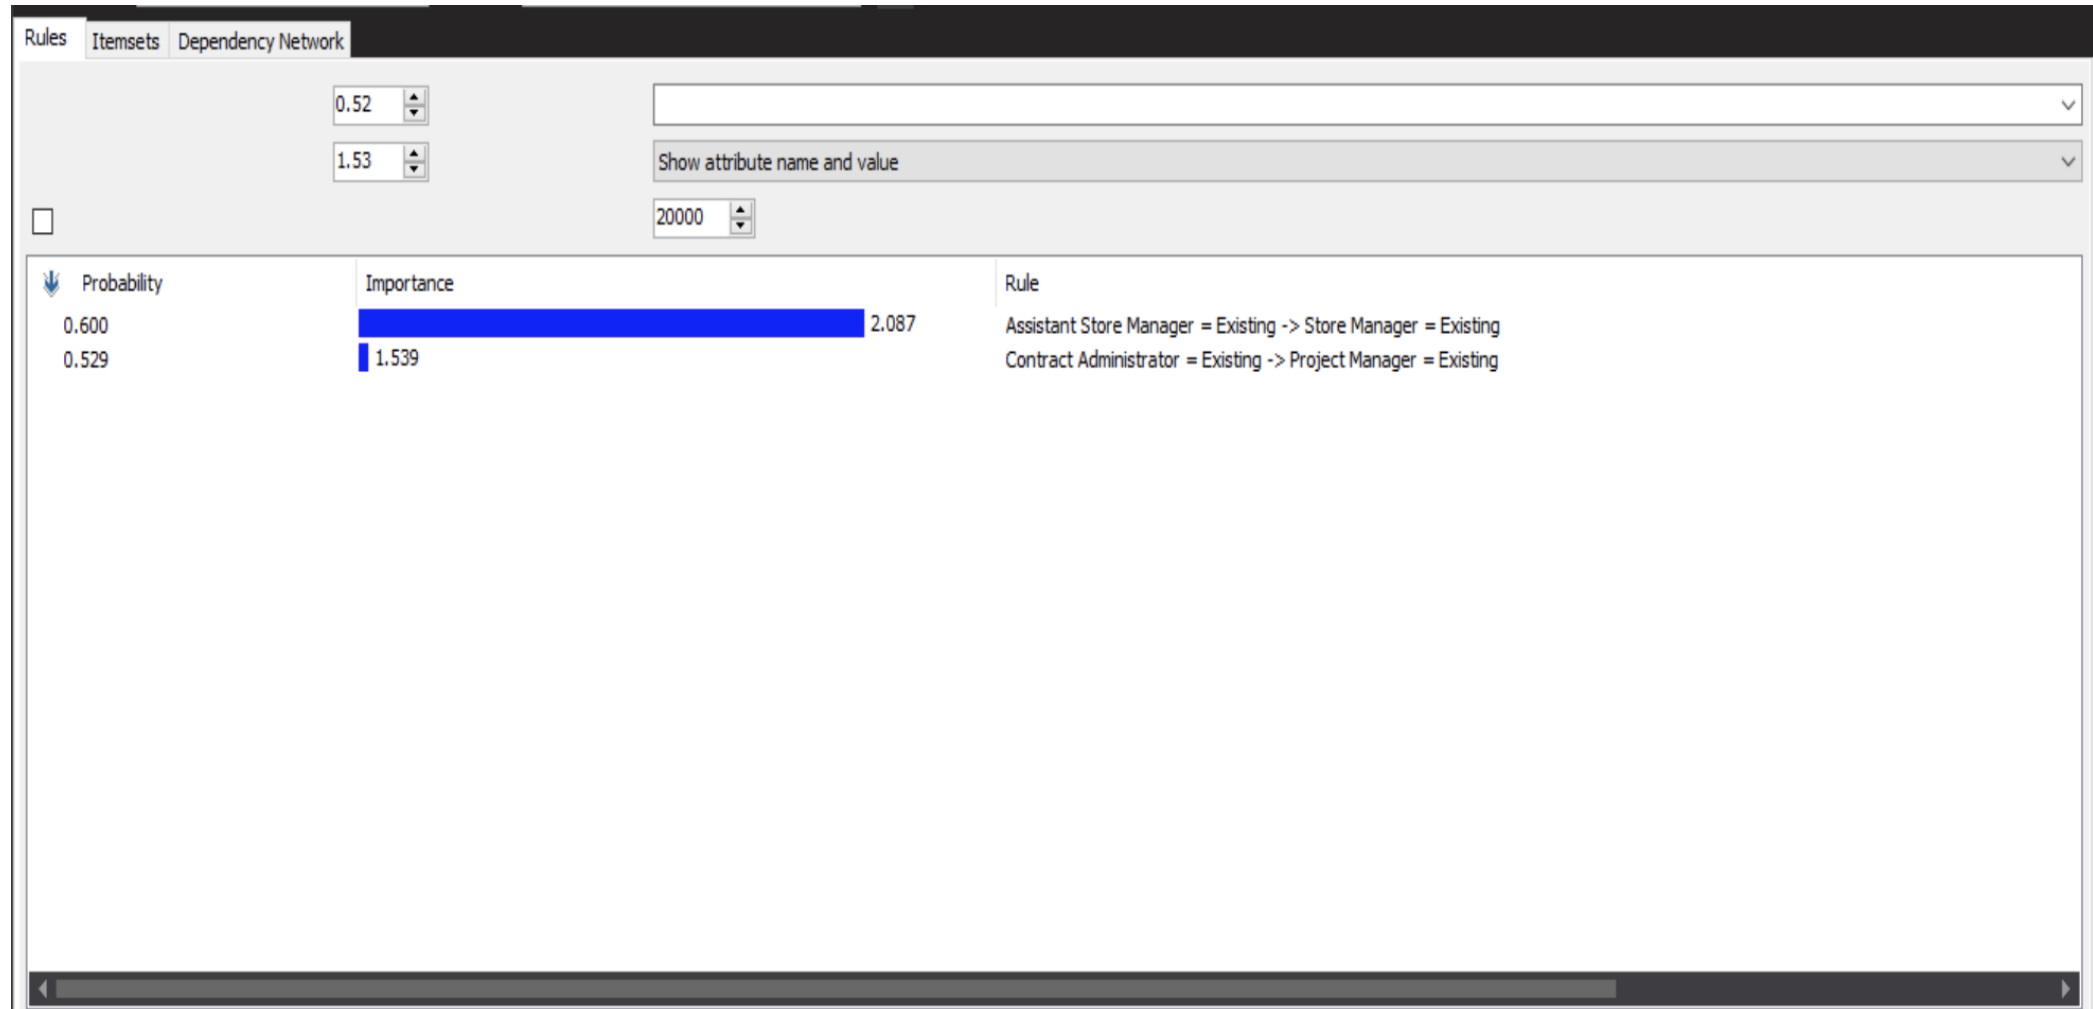 Rules Itemsets Dependency Network
0.52
1.53 Show attribute name and value
20000
Probability Importance Rule
0.600 2.087 Assistant Store Manager = Existing -> Store Manager = Existing
0.529 1.539 Contract Administrator = Existing -> Project Manager = Existing